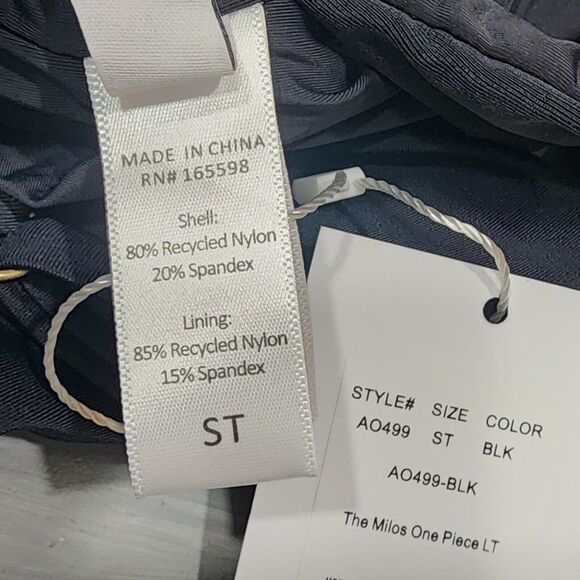 MADE IN CHINA
RN# 165598
Shell:
80% Recycled Nylon
20% Spandex
Lining:
85% Recycled Nylon
15% Spandex
ST
STYLE# SIZE COLOR
AO499 ST BLK
AO499-BLK
The Milos One Piece LT